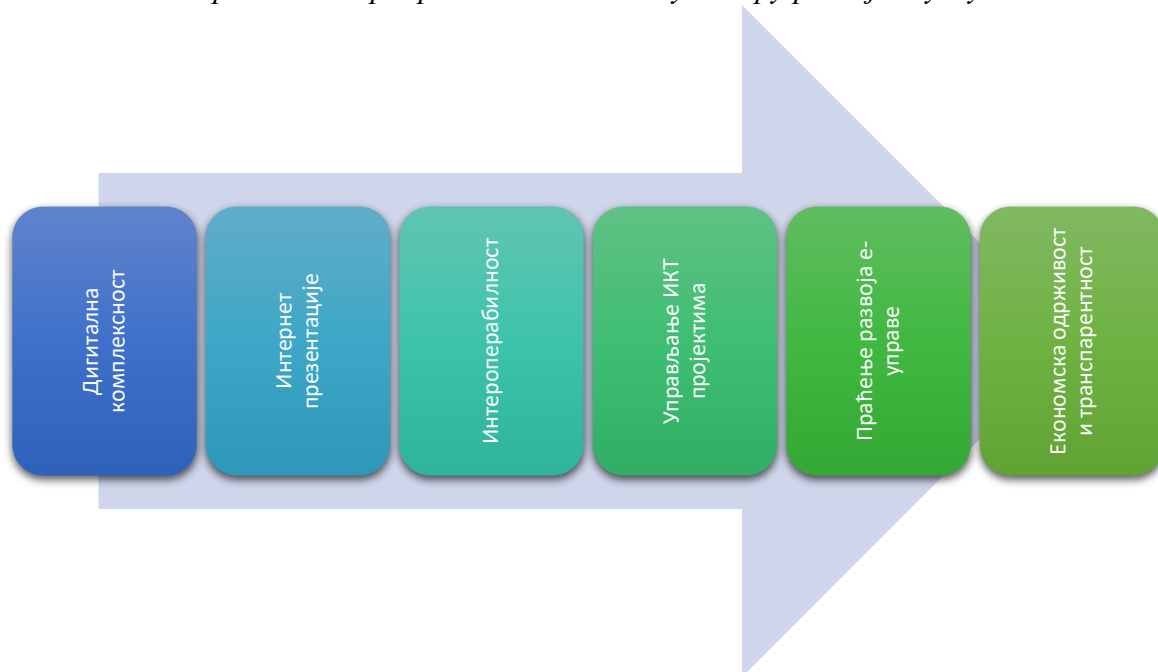 Дигитална
комплексност
Интернет
презентације
Интероперабилност
Управљање ИКТ
пројектима
Праћење развоја е-
управе
Економска одрживост
и транспарентност